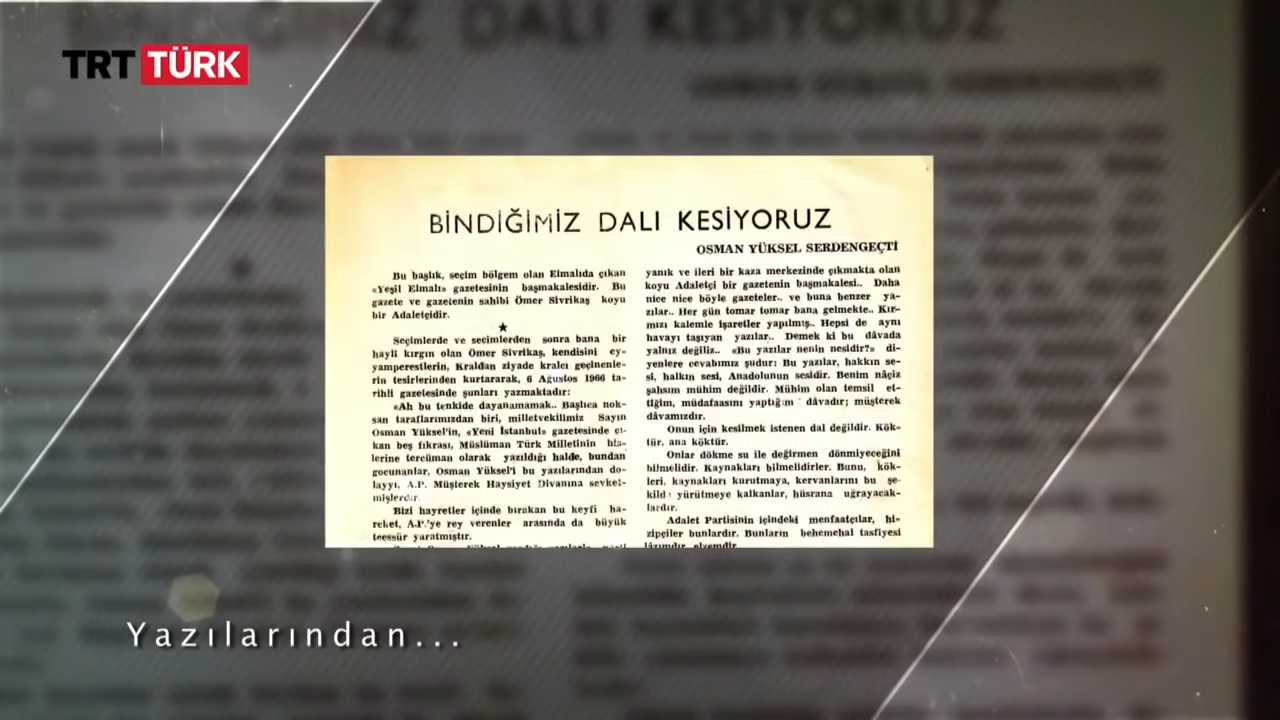 TRT TÜRK
BİNDİĞİMİZ DALI KESİYORUZ
OSMAN YÜKSEL SERDENGEÇTİ
Bu başlık, seçim bölgem olan Elmalıda çıkan
«Yeşil Elmalı» gazetesinin başmakalesidir. Bu
gazete ve gazetenin sahibi Ömer Sivrikaş koyu
bir Adaletçidir.
★
Seçimlerde ve seçimlerden sonra bana bir
hayli kırgın olan Ömer Sivrikaş, kendisini ey-
yamperestlerin, Kraldan ziyade kralcı geçinenle-
rin tesirlerinden kurtararak, 6 Ağustos 1966 ta-
rihli gazetesinde şunları yazmaktadır:
«Ah bu tenkide dayanamamak.. Başlıca nok-
san taraflarımızdan biri, milletvekilimiz Sayın
Osman Yüksel'in, «Yeni İstanbul» gazetesinde çı-
kan beş fıkrası, Müslüman Türk Milletinin his-
lerine tercüman olarak yazıldığı halde, bundan
gocunanlar, Osman Yüksel'i bu yazılarından do-
layı, A.P. Müşterek Haysiyet Divanına sevket-
mişlerdir.
Bizi hayretler içinde bırakan bu keyfi ha-
reket, A.P.'ye rey verenler arasında da büyük
teessür yaratmıştır.
yanık ve ileri bir kaza merkezinde çıkmakta olan
koyu Adaletçi bir gazetenin başmakalesi.. Daha
nice nice böyle gazeteler.. ve buna benzer ya-
zılar.. Her gün tomar tomar bana gelmekte.. Kır-
mızı kalemle işaretler yapılmış.. Hepsi de aynı
havayı taşıyan yazılar.. Demek ki bu dâvada
yalnız değiliz.. «Bu yazılar nenin nesidir?» di-
yenlere cevabımız şudur: Bu yazılar, hakkın se-
si, halkın sesi, Anadolunun sesidir. Benim nâçiz
şahsım mühim değildir. Mühim olan temsil et-
tiğim, müdafaasını yaptığım dâvadır; müşterek
dâvamızdır.
Onun için kesilmek istenen dal değildir. Kök-
tür, ana köktür.
Onlar dökme su ile değirmen dönmiyeceğini
bilmelidir. Kaynakları bilmelidirler. Bunu, kök-
leri, kaynakları kurutmaya, kervanlarını bu şe-
kilde yürütmeye kalkanlar, hüsrana uğrayacak-
lardır.
Adalet Partisinin içindeki menfaatçılar, hi-
zipçiler bunlardır. Bunların behemehal tasfiyesi
lâzımdır, elzemdir
Yazılarından...